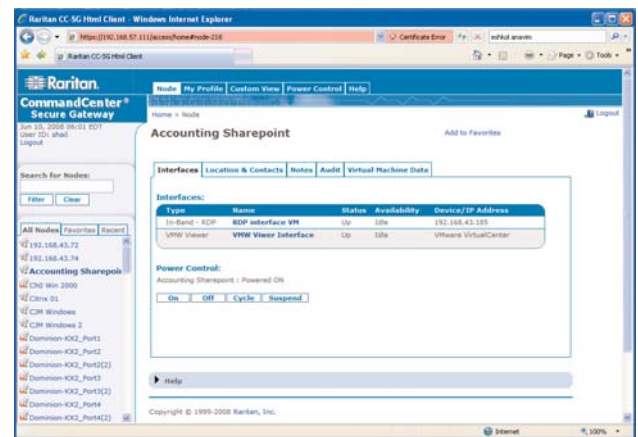 Raritan CC-SG Html Client - Windows Internet Explorer
https://192.168.57.111/access/home#node-218
Certificate Error
eshkol anavim
Raritan CC-SG Html Client
Page
Tools
Raritan.
CommandCenter®
Secure Gateway
Jun 10, 2008 06:01 EDT
User ID: shail
Logout
Search for Nodes:
Filter Clear
All Nodes Favorites Recent
192.168.43.72
192.168.43.74
Accounting Sharepoi
Ch0 Win 2000
Citrix 01
CJM Windows
CJM Windows 2
Dominion-KX2_Port1
Dominion-KX2_Port2
Dominion-KX2_Port2(2)
Dominion-KX2_Port3
Dominion-KX2_Port3(2)
Dominion-KX2_Port4
Dominion-KX2_Port4(2)
Node My Profile Custom View Power Control Help
Home > Node
Logout
Accounting Sharepoint
Add to Favorites
Interfaces Location & Contacts Notes Audit Virtual Machine Data
Interfaces:
Type Name Status Availability Device/IP Address
In-Band - RDP RDP interface VM Up Idle 192.168.43.185
VMW Viewer VMW Viwer Interface Up Idle VMware VirtualCenter
Power Control:
Accounting Sharepoint : Powered ON
On Off Cycle Suspend
Help
Copyright © 1999-2008 Raritan, Inc.
Internet
100%